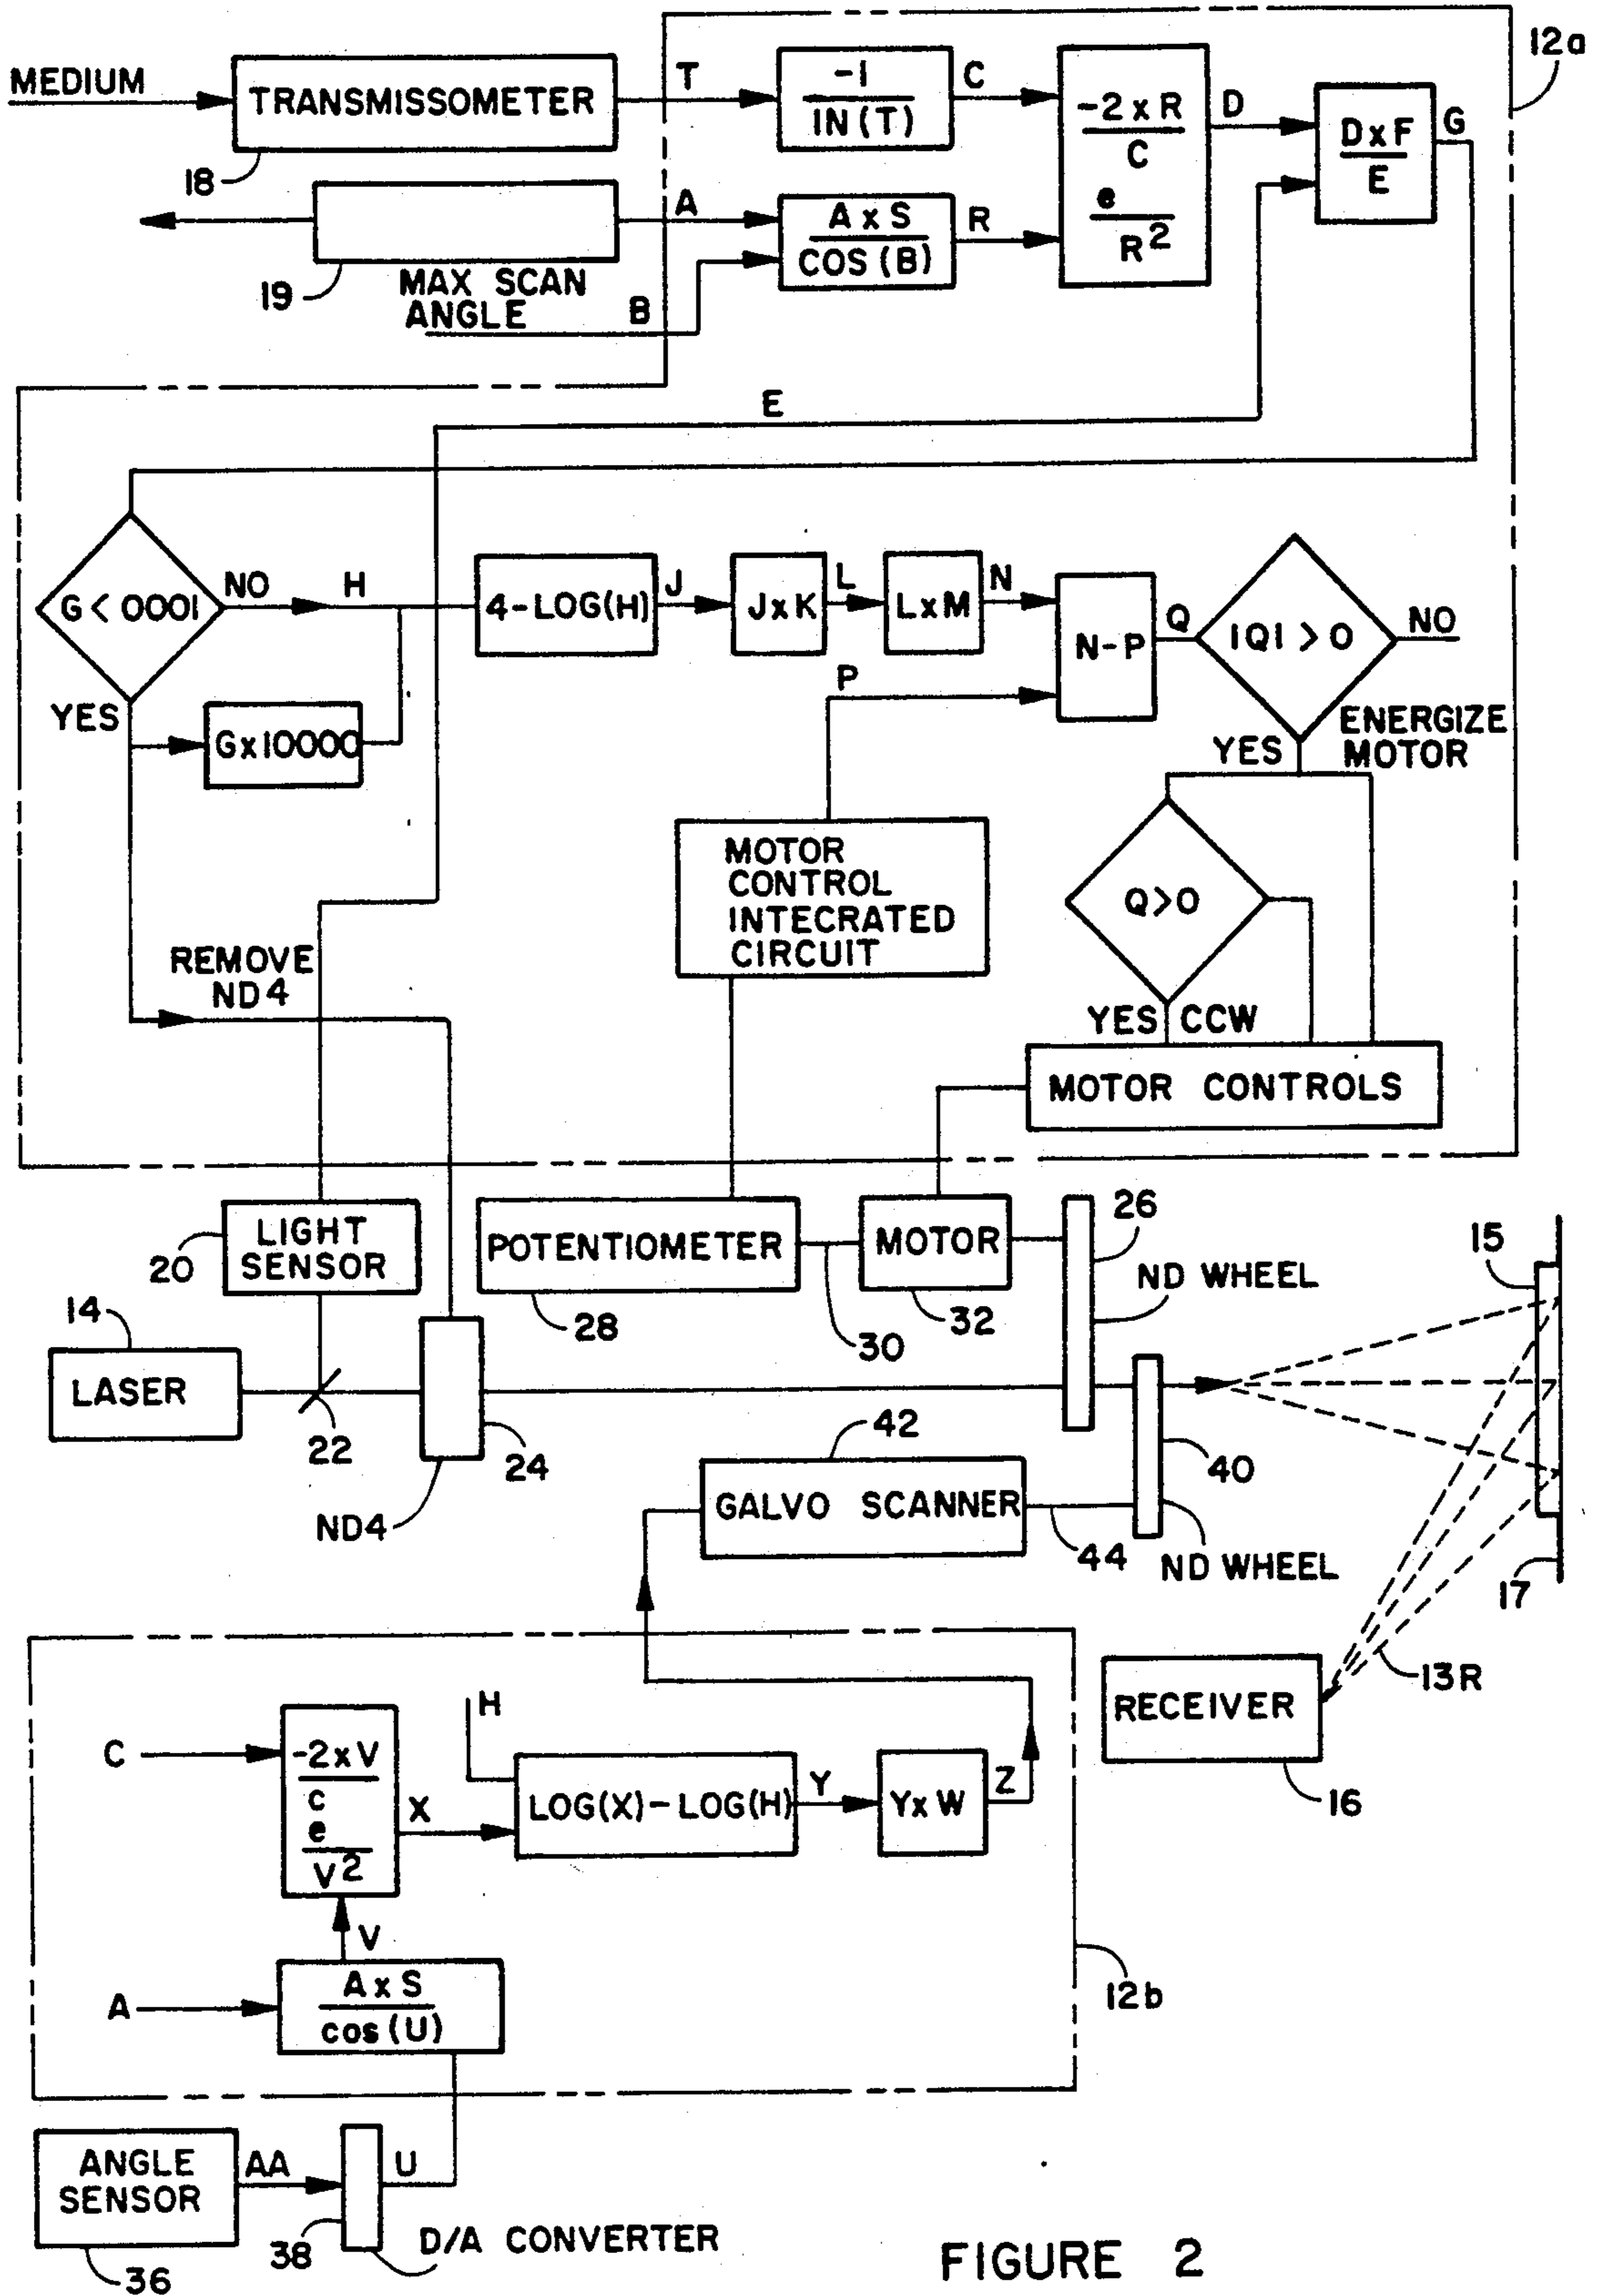 12a
MEDIUM
TRANSMISSOMETER
18
T
-1
IN(T)
C
-2 x R
C
e
R2
D
D x F
E
G
19
A
A x S
COS (B)
R
MAX SCAN
ANGLE
B
E
G < 0001
NO
H
4-LOG(H)
J
J x K
L
L x M
N
N-P
Q
|Q| > 0
NO
P
YES
G x 10000
ENERGIZE
MOTOR
YES
MOTOR
CONTROL
INTECRATED
CIRCUIT
Q>0
REMOVE
ND4
YES
CCW
MOTOR CONTROLS
LIGHT
SENSOR
20
POTENTIOMETER
28
30
MOTOR
32
26
ND WHEEL
15
14
LASER
22
24
ND4
42
GALVO SCANNER
44
40
ND WHEEL
17
13R
RECEIVER
16
C
-2 x V
c
e
V2
X
H
LOG(X)-LOG(H)
Y
Y x W
Z
V
A
A x S
cos (U)
12b
ANGLE
SENSOR
36
AA
38
U
D/A CONVERTER
FIGURE 2